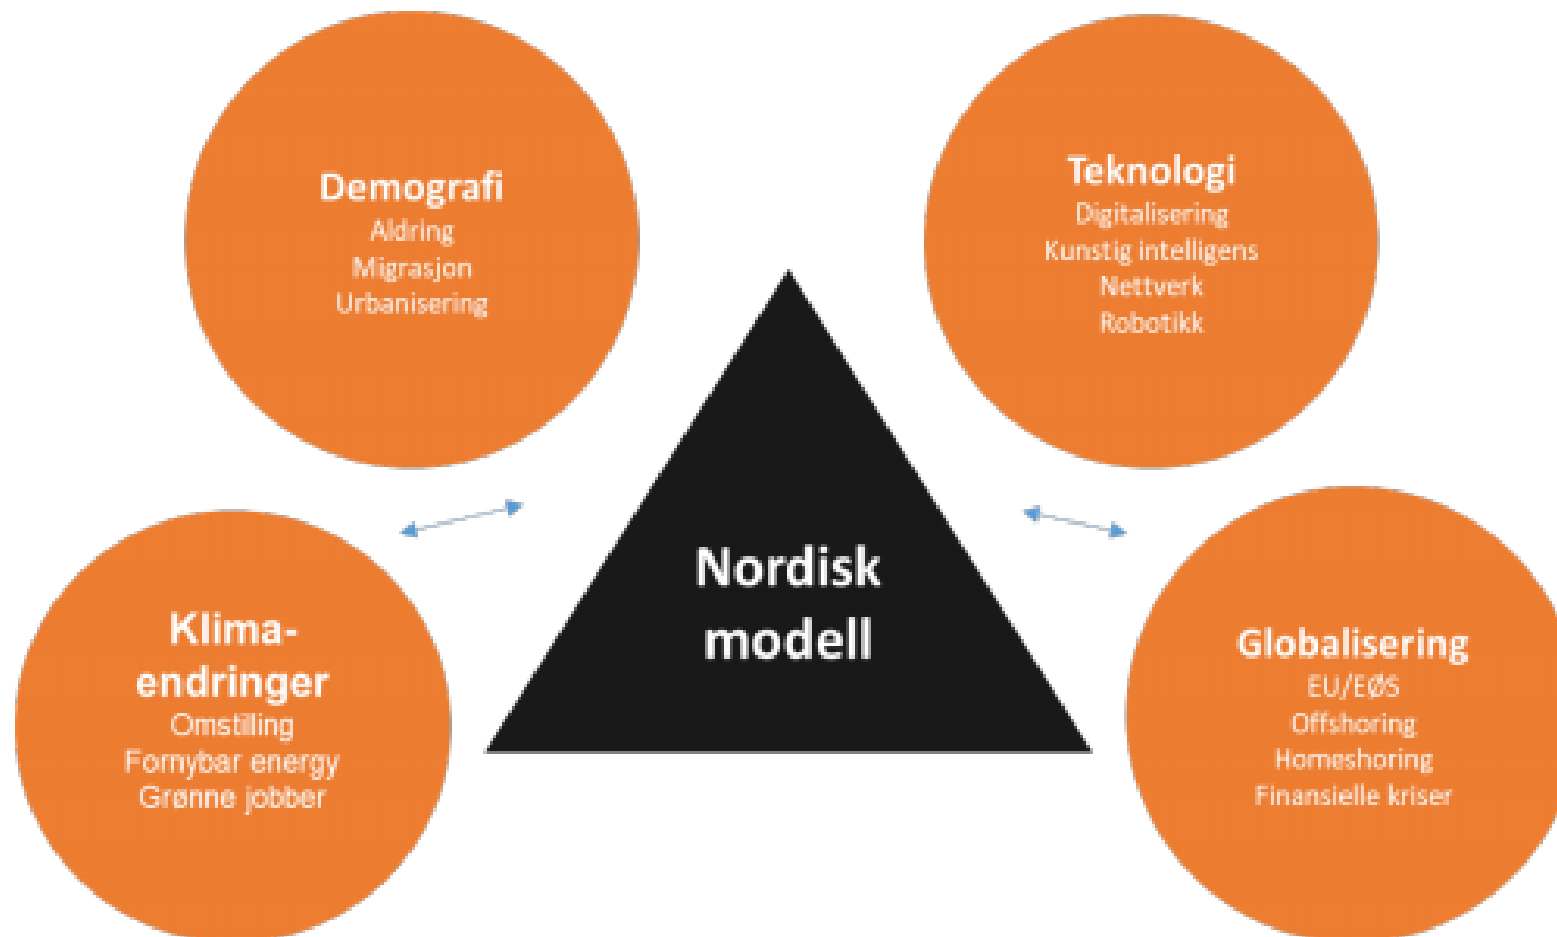 Demografi
Aldring
Migrasjon
Urbanisering
Teknologi
Digitalisering
Kunstig intelligens
Nettverk
Robotikk
Nordisk
modell
Klima-
endringer
Omstiling
Fornybar energy
Grønne jobber
Globalisering
EU/EØS
Offshoring
Homeshoring
Finansielle kriser